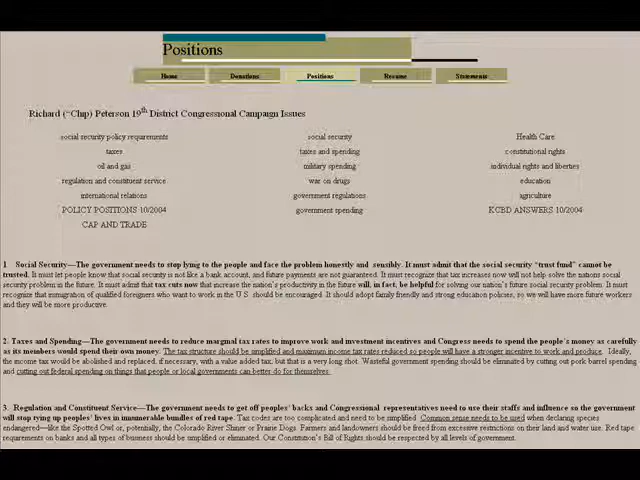 Positions
Home Donations Positions Resume Statements
Richard ("Chip) Peterson 19th District Congressional Campaign Issues
social security policy requirements social security Health Care
taxes taxes and spending constitutional rights
oil and gas military spending individual rights and liberties
regulation and constituent service war on drugs education
international relations government regulations agriculture
POLICY POSITIONS 10/2004 government spending KCBD ANSWERS 10/2004
CAP AND TRADE
1 Social Security—The government needs to stop lying to the people and face the problem honestly and sensibly. It must admit that the social security "trust fund" cannot be
trusted. It must let people know that social security is not like a bank account, and future payments are not guaranteed. It must recognize that tax increases now will not help solve the nations social
security problem in the future. It must admit that tax cuts now that increase the nation's productivity in the future will, in fact, be helpful for solving our nation's future social security problem. It must
recognize that immigration of qualified foreigners who want to work in the U.S. should be encouraged. It should adopt family friendly and strong education policies, so we will have more future workers
and they will be more productive.
2. Taxes and Spending—The government needs to reduce marginal tax rates to improve work and investment incentives and Congress needs to spend the people's money as carefully
as its members would spend their own money. The tax structure should be simplified and maximum income tax rates reduced so people will have a stronger incentive to work and produce. Ideally,
the income tax would be abolished and replaced, if necessary, with a value added tax, but that is a very long shot. Wasteful government spending should be eliminated by cutting out pork barrel spending
and cutting out federal spending on things that people or local governments can better do for themselves.
3. Regulation and Constituent Service—The government needs to get off peoples' backs and Congressional representatives need to use their staffs and influence so the government
will stop tying up peoples' lives in innumerable bundles of red tape. Tax codes are too complicated and need to be simplified. Common sense needs to be used when declaring species
endangered—like the Spotted Owl or, potentially, the Colorado River Shiner or Prairie Dogs. Farmers and landowners should be freed from excessive restrictions on their land and water use. Red tape
requirements on banks and all types of business should be simplified or eliminated. Our Constitution's Bill of Rights should be respected by all levels of government.